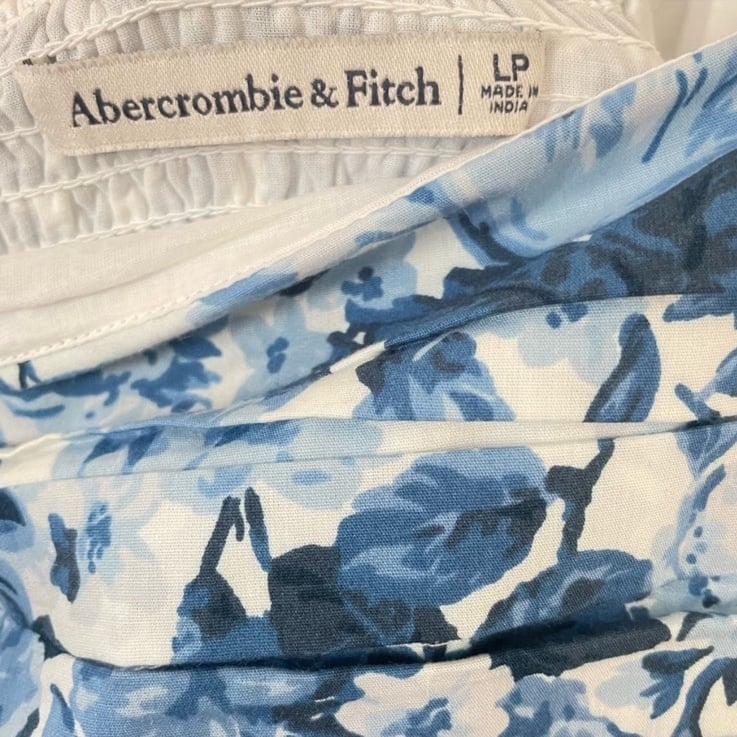 Abercrombie & Fitch | LP
MADE IN
INDIA